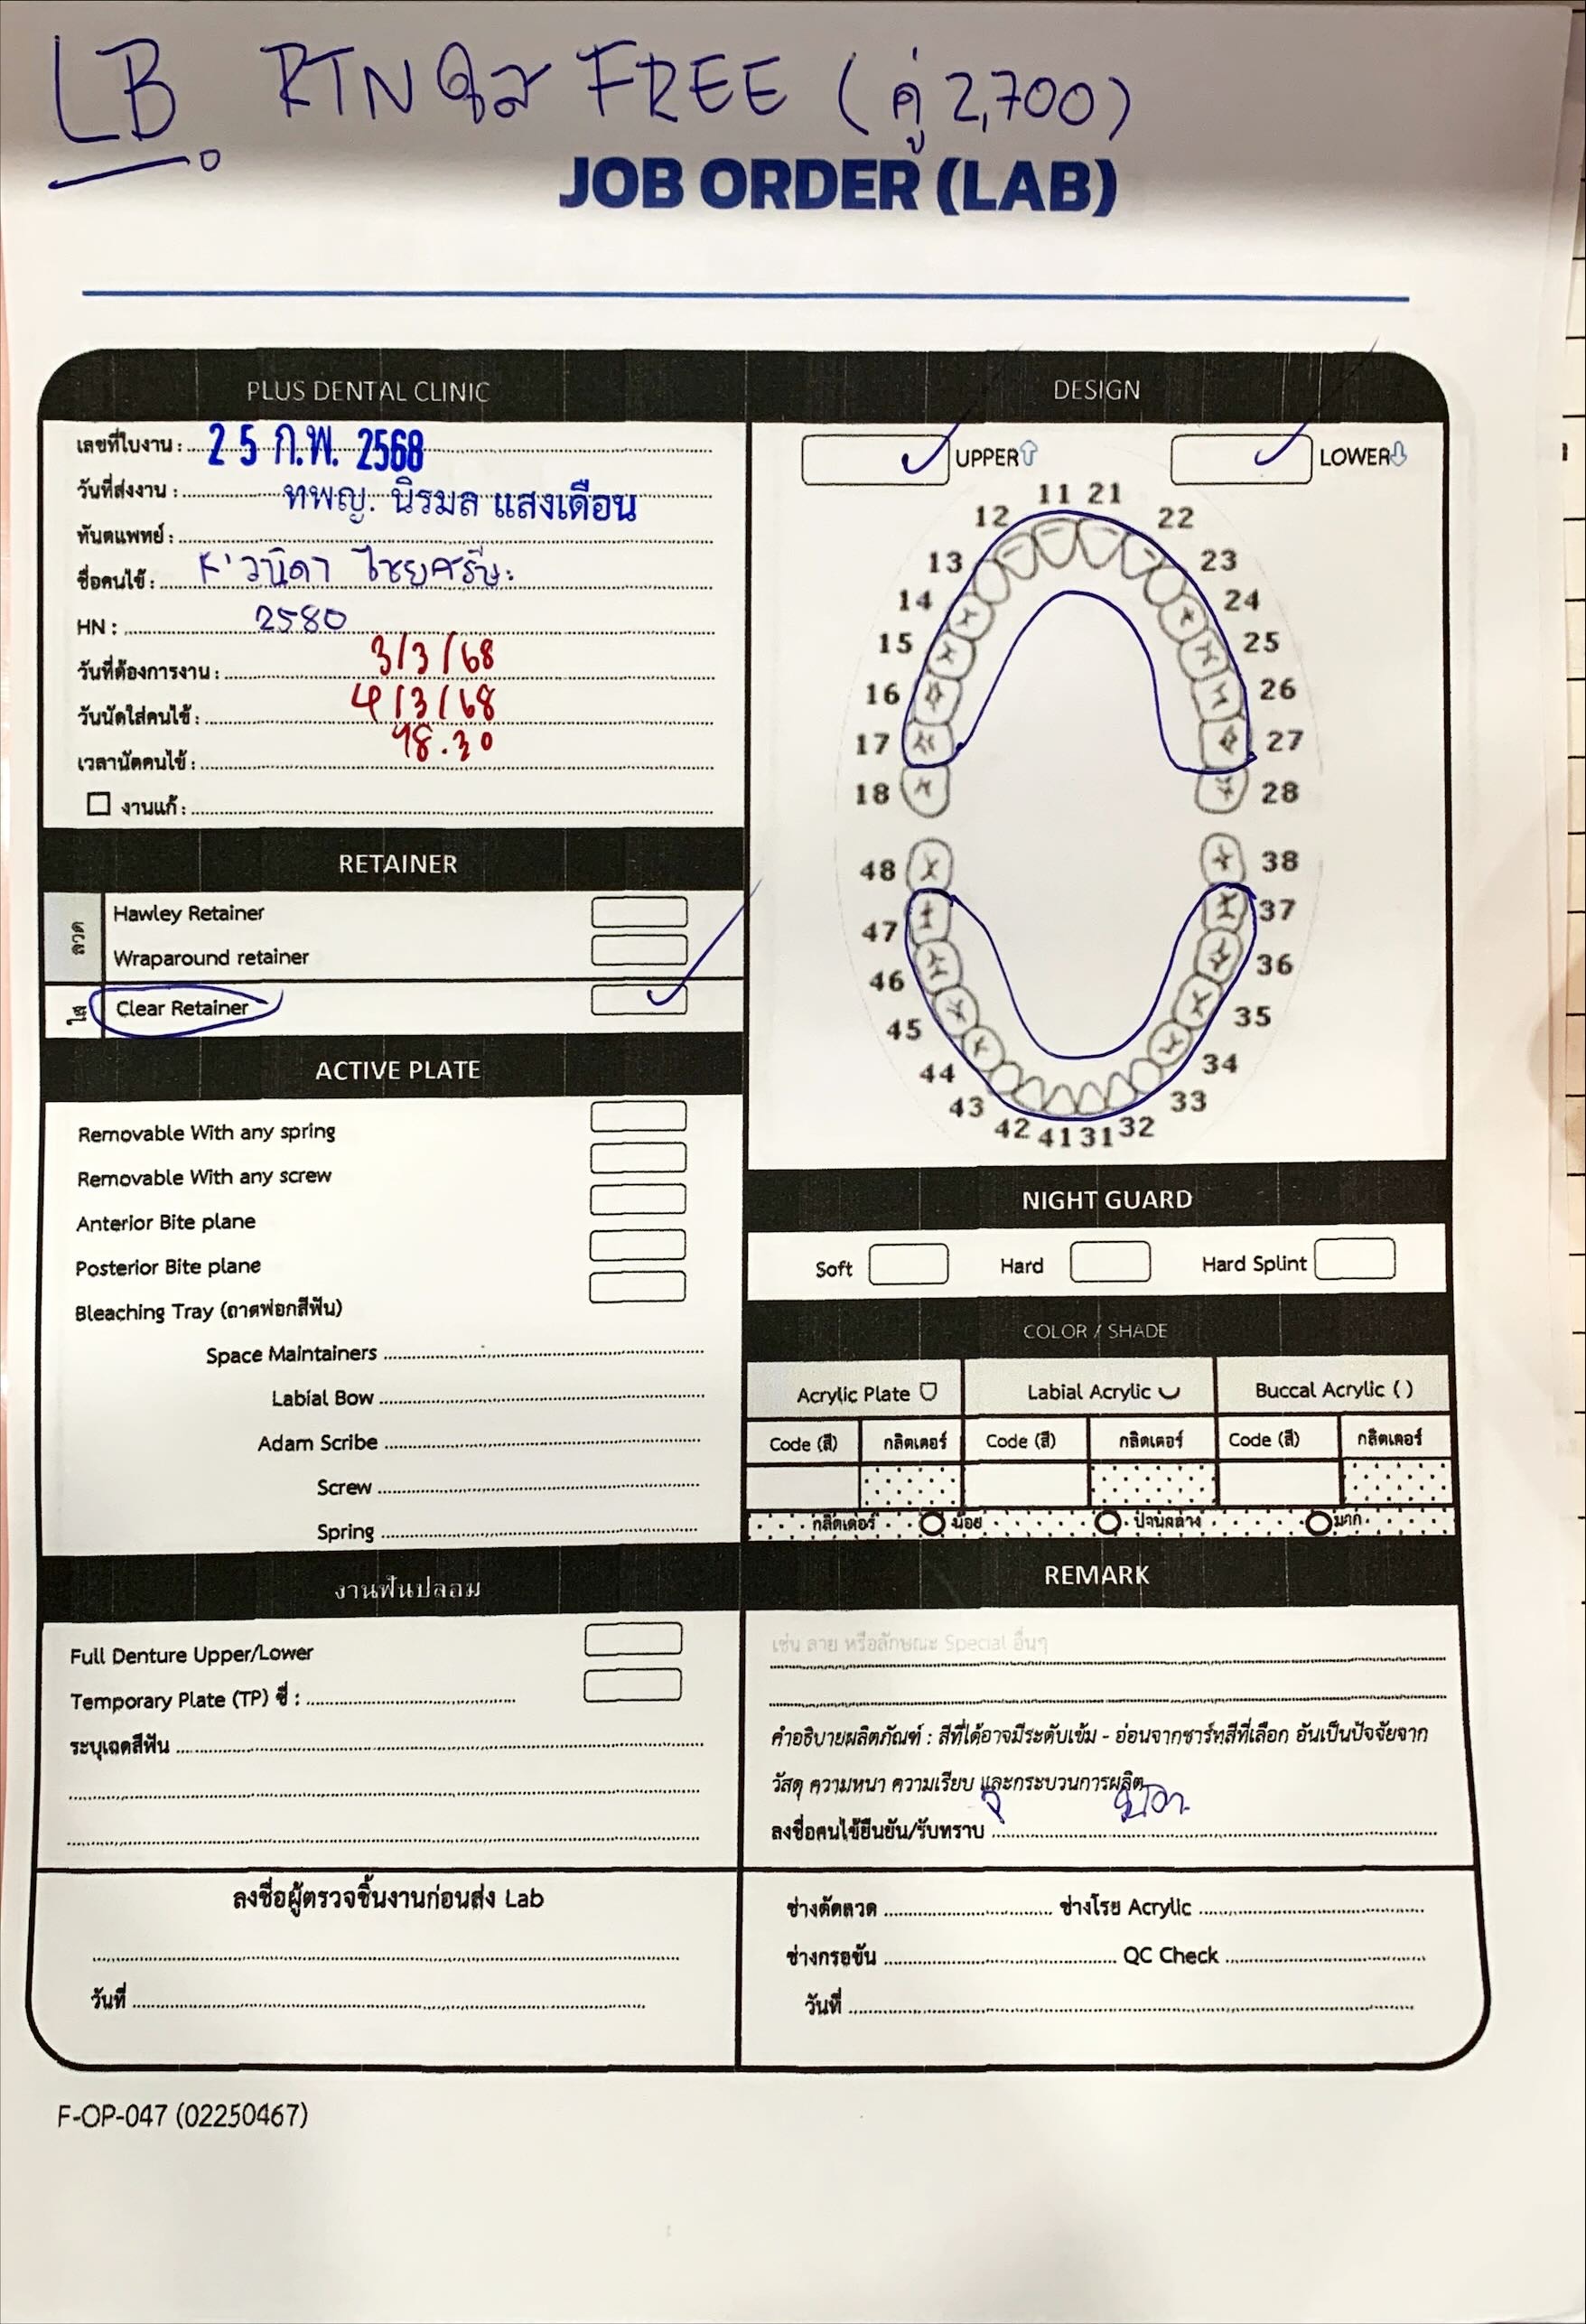 LB. RTN ใส FREE (คู่ 2,700)
JOB ORDER (LAB)
PLUS DENTAL CLINIC
เลขที่ใบงาน : 25 ก.พ. 2568
วันที่ส่งงาน :
ทพญ. นิรมล แสงเดือน
ทันตแพทย์ :
ชื่อคนไข้ : K'วนิดา ไชยศรีษะ
HN : 2580
วันที่ต้องการงาน : 3/3/68
วันนัดใส่คนไข้ : 4/3/68
เวลานัดคนไข้ : 18.30
งานแก้ :
RETAINER
ลวด
Hawley Retainer
Wraparound retainer
ใส
Clear Retainer
ACTIVE PLATE
Removable With any spring
Removable With any screw
Anterior Bite plane
Posterior Bite plane
Bleaching Tray (ถาดฟอกสีฟัน)
Space Maintainers
Labial Bow
Adam Scribe
Screw
Spring
งานฟันปลอม
Full Denture Upper/Lower
Temporary Plate (TP) ซี่ :
ระบุเฉดสีฟัน
ลงชื่อผู้ตรวจชิ้นงานก่อนส่ง Lab
วันที่
DESIGN
UPPER LOWER
11 21
12 22
13 23
14 24
15 25
16 26
17 27
18 28
48 38
47 37
46 36
45 35
44 34
43 33
42 41 31 32
NIGHT GUARD
Soft Hard Hard Splint
COLOR / SHADE
Acrylic Plate Labial Acrylic Buccal Acrylic ( )
Code (สี) กลิตเตอร์ Code (สี) กลิตเตอร์ Code (สี) กลิตเตอร์
กลิตเตอร์ น้อย ปานกลาง มาก
REMARK
เช่น ลาย หรือลักษณะ Special อื่นๆ
คำอธิบายผลิตภัณฑ์ : สีที่ได้อาจมีระดับเข้ม - อ่อนจากชาร์ทสีที่เลือก อันเป็นปัจจัยจาก
วัสดุ ความหนา ความเรียบ และกระบวนการผลิต
ลงชื่อคนไข้ยืนยัน/รับทราบ
ช่างดัดลวด ช่างโรย Acrylic
ช่างกรอขัน QC Check
วันที่
F-OP-047 (02250467)